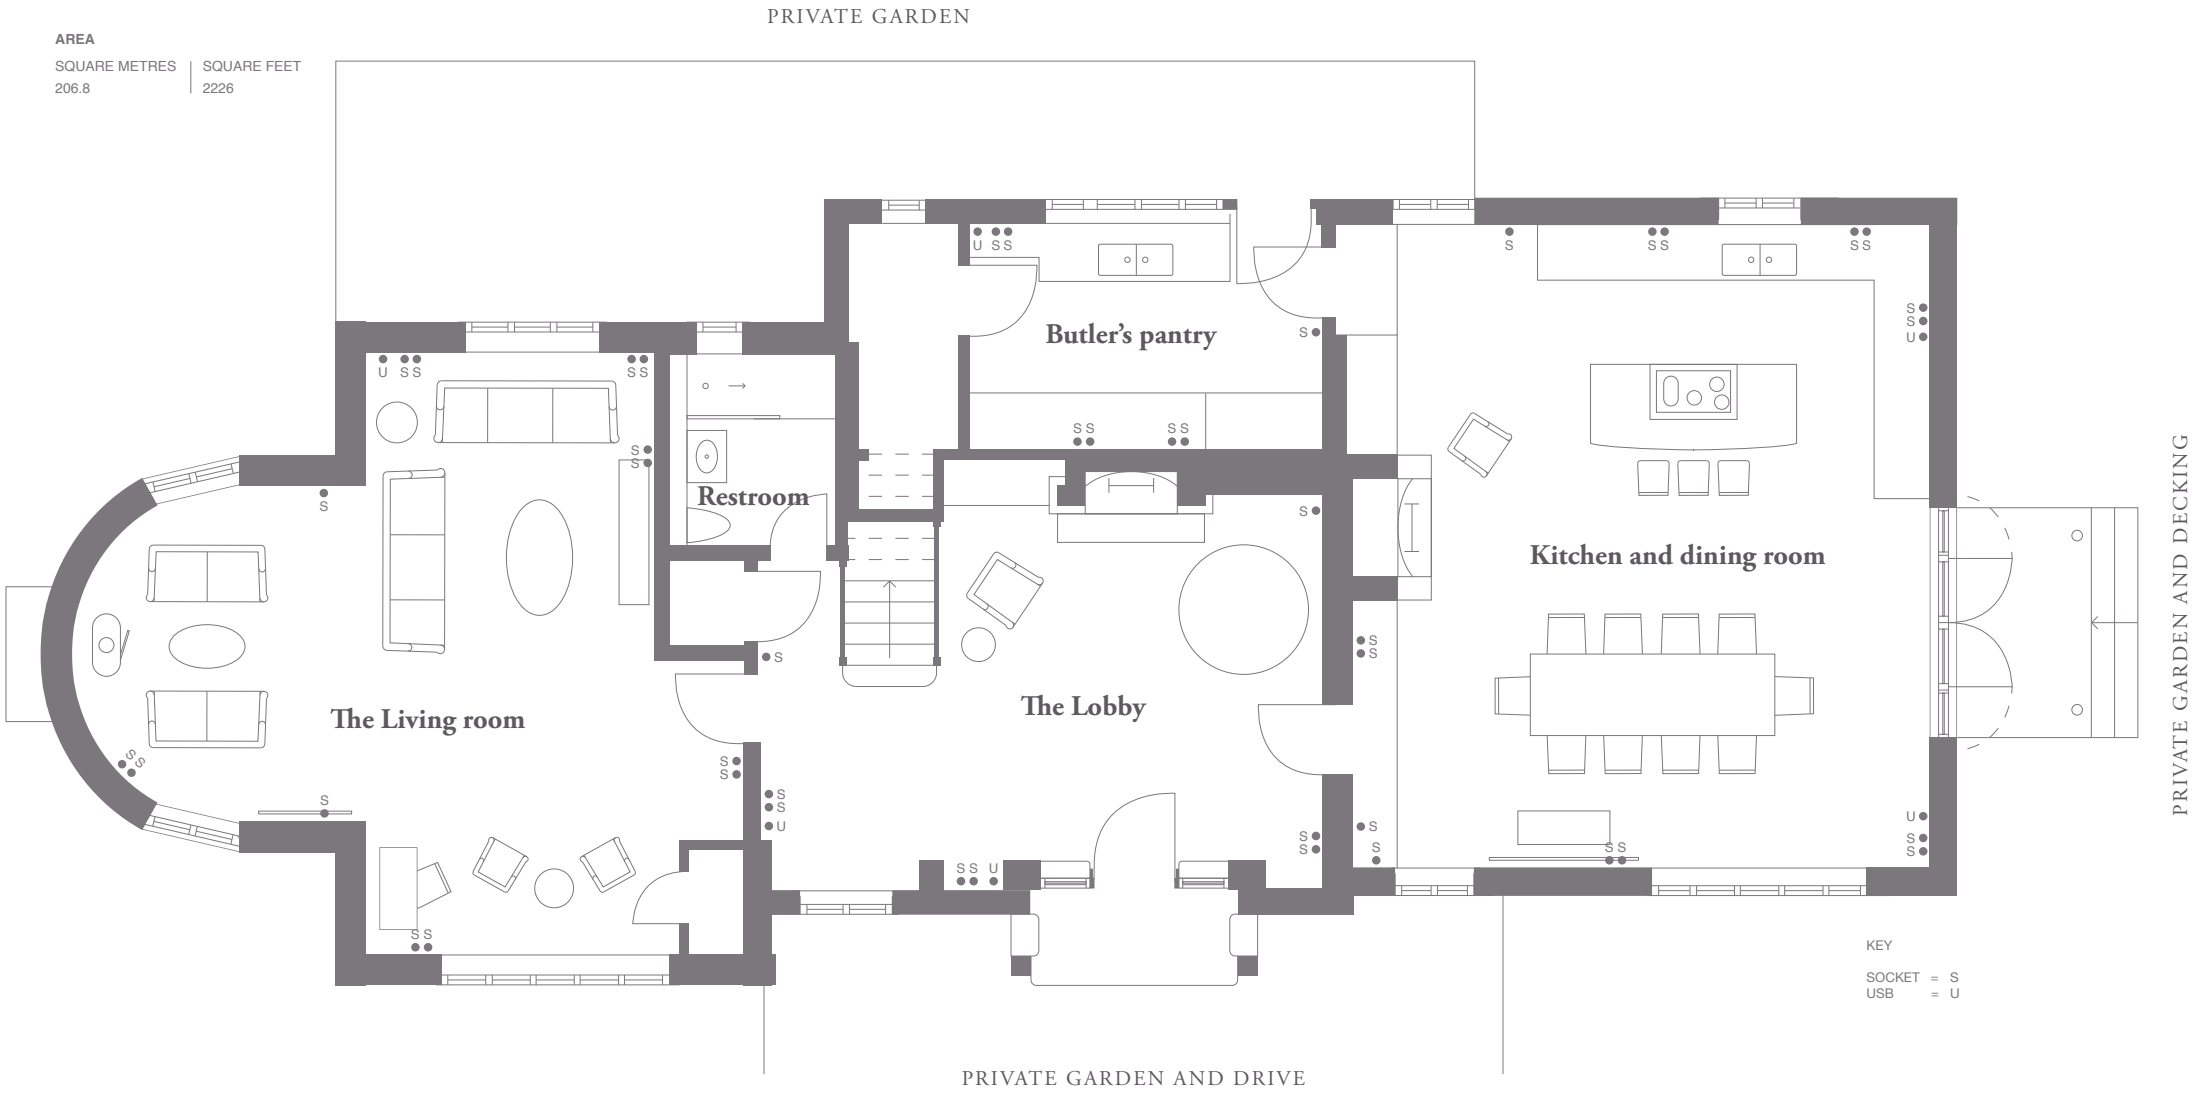 PRIVATE GARDEN
AREA
SQUARE METRES | SQUARE FEET
206.8 | 2226
U S S
S
S S
S S
S S
U S S
S S
S
S
S
U
S
S
Butler's pantry
S
S S
S S
S
S
Restroom
S
S
Kitchen and dining room
PRIVATE GARDEN AND DECKING
S
S
S
The Lobby
The Living room
S
S
S
S
S
S
U
S
U
S
S
S
S
S
S
S
S S
S S U
S S
KEY
SOCKET = S
USB = U
PRIVATE GARDEN AND DRIVE